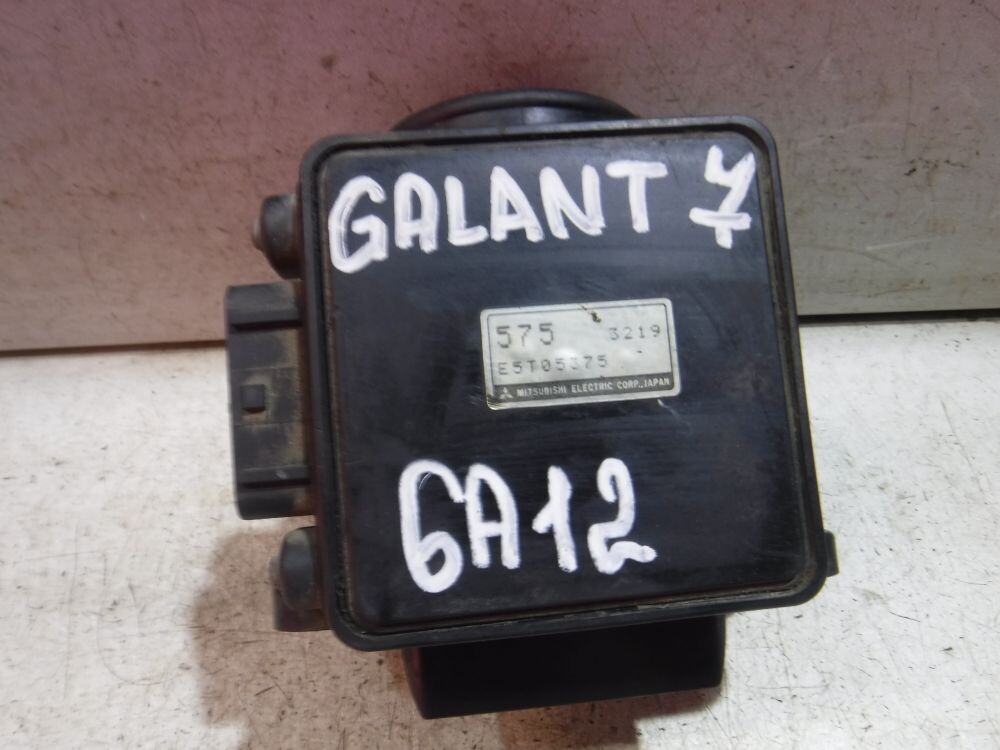 GALANT 7
575 3219
E5T05375
MITSUBISHI ELECTRIC CORP., JAPAN
6A12